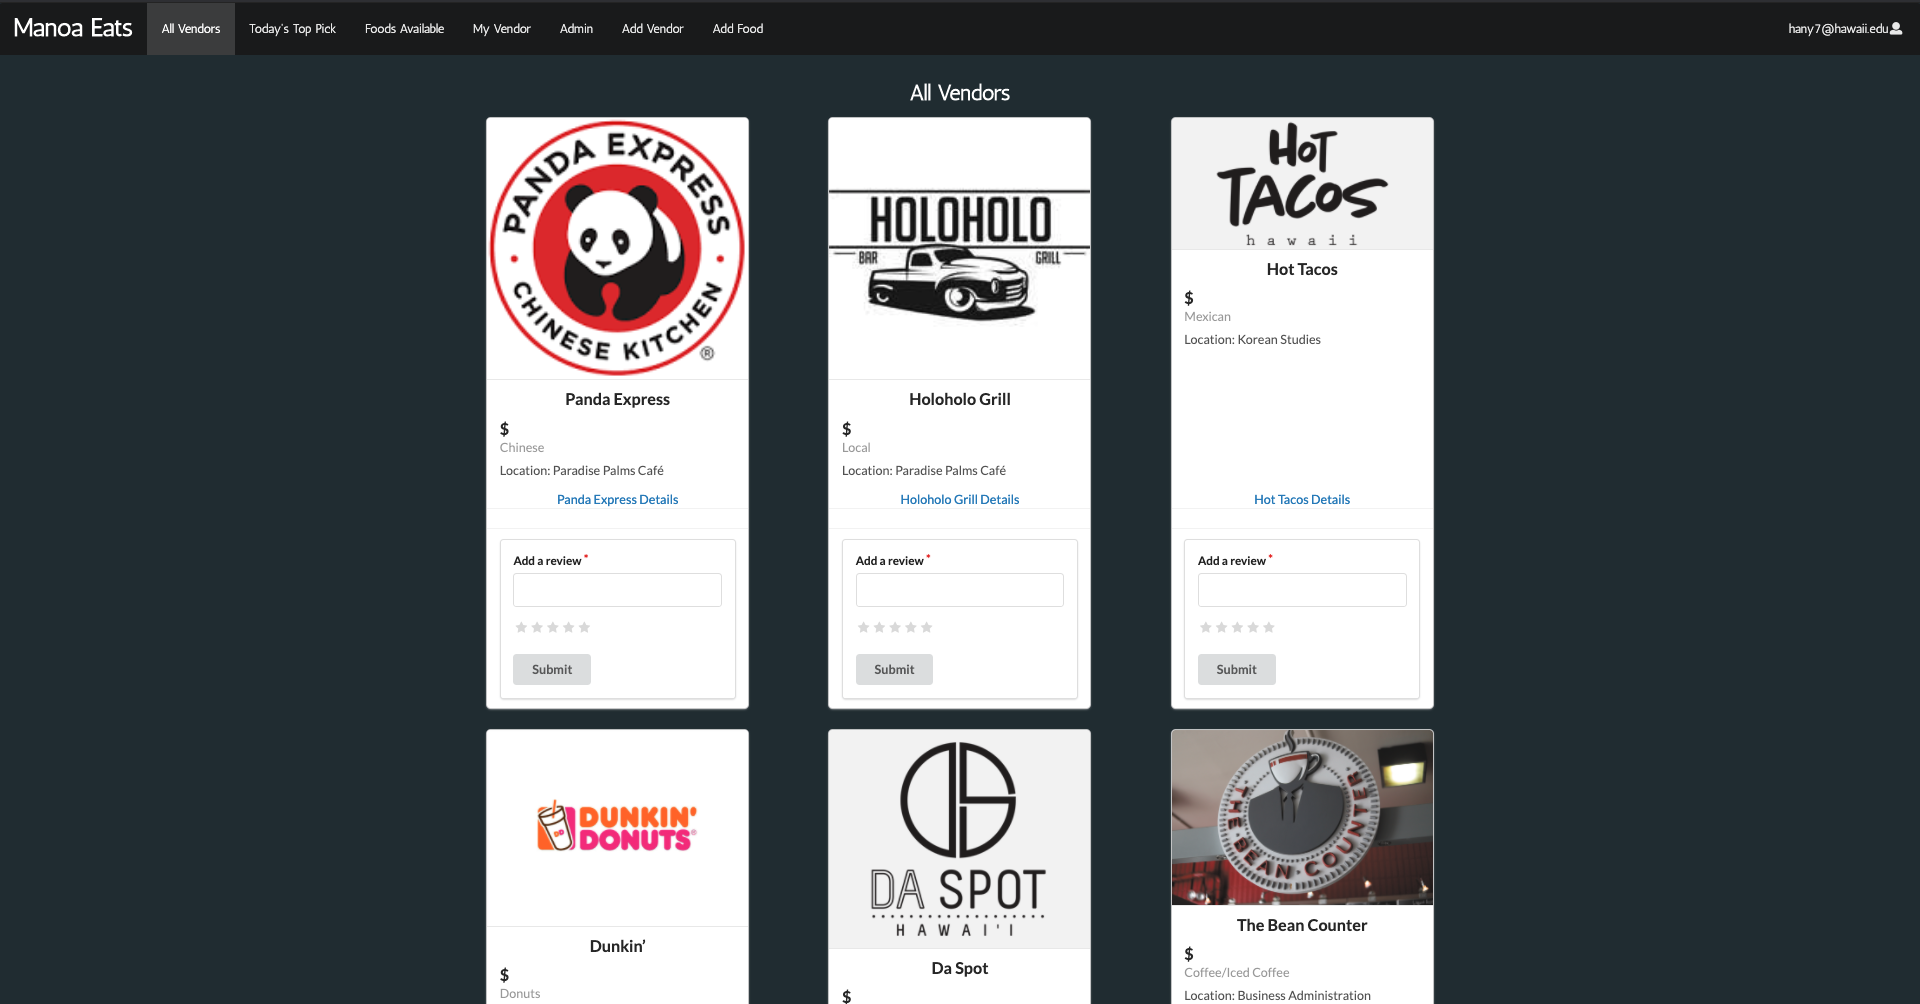 Manoa Eats
All Vendors
Today's Top Pick
Foods Available
My Vendor
Admin
Add Vendor
Add Food
hany7@hawaii.edu
All Vendors
PANDA EXPRESS
CHINESE KITCHEN
®
Panda Express
$
Chinese
Location: Paradise Palms Café
Panda Express Details
Add a review *
Submit
HOLOHOLO
BAR GRILL
Holoholo Grill
$
Local
Location: Paradise Palms Café
Holoholo Grill Details
Add a review *
Submit
HOT
TACOS
hawaii
Hot Tacos
$
Mexican
Location: Korean Studies
Hot Tacos Details
Add a review *
Submit
DD
DUNKIN'
DONUTS
Dunkin’
$
Donuts
DS
DA SPOT
HAWAI'I
Da Spot
$
THE BEAN COUNTER
The Bean Counter
$
Coffee/Iced Coffee
Location: Business Administration